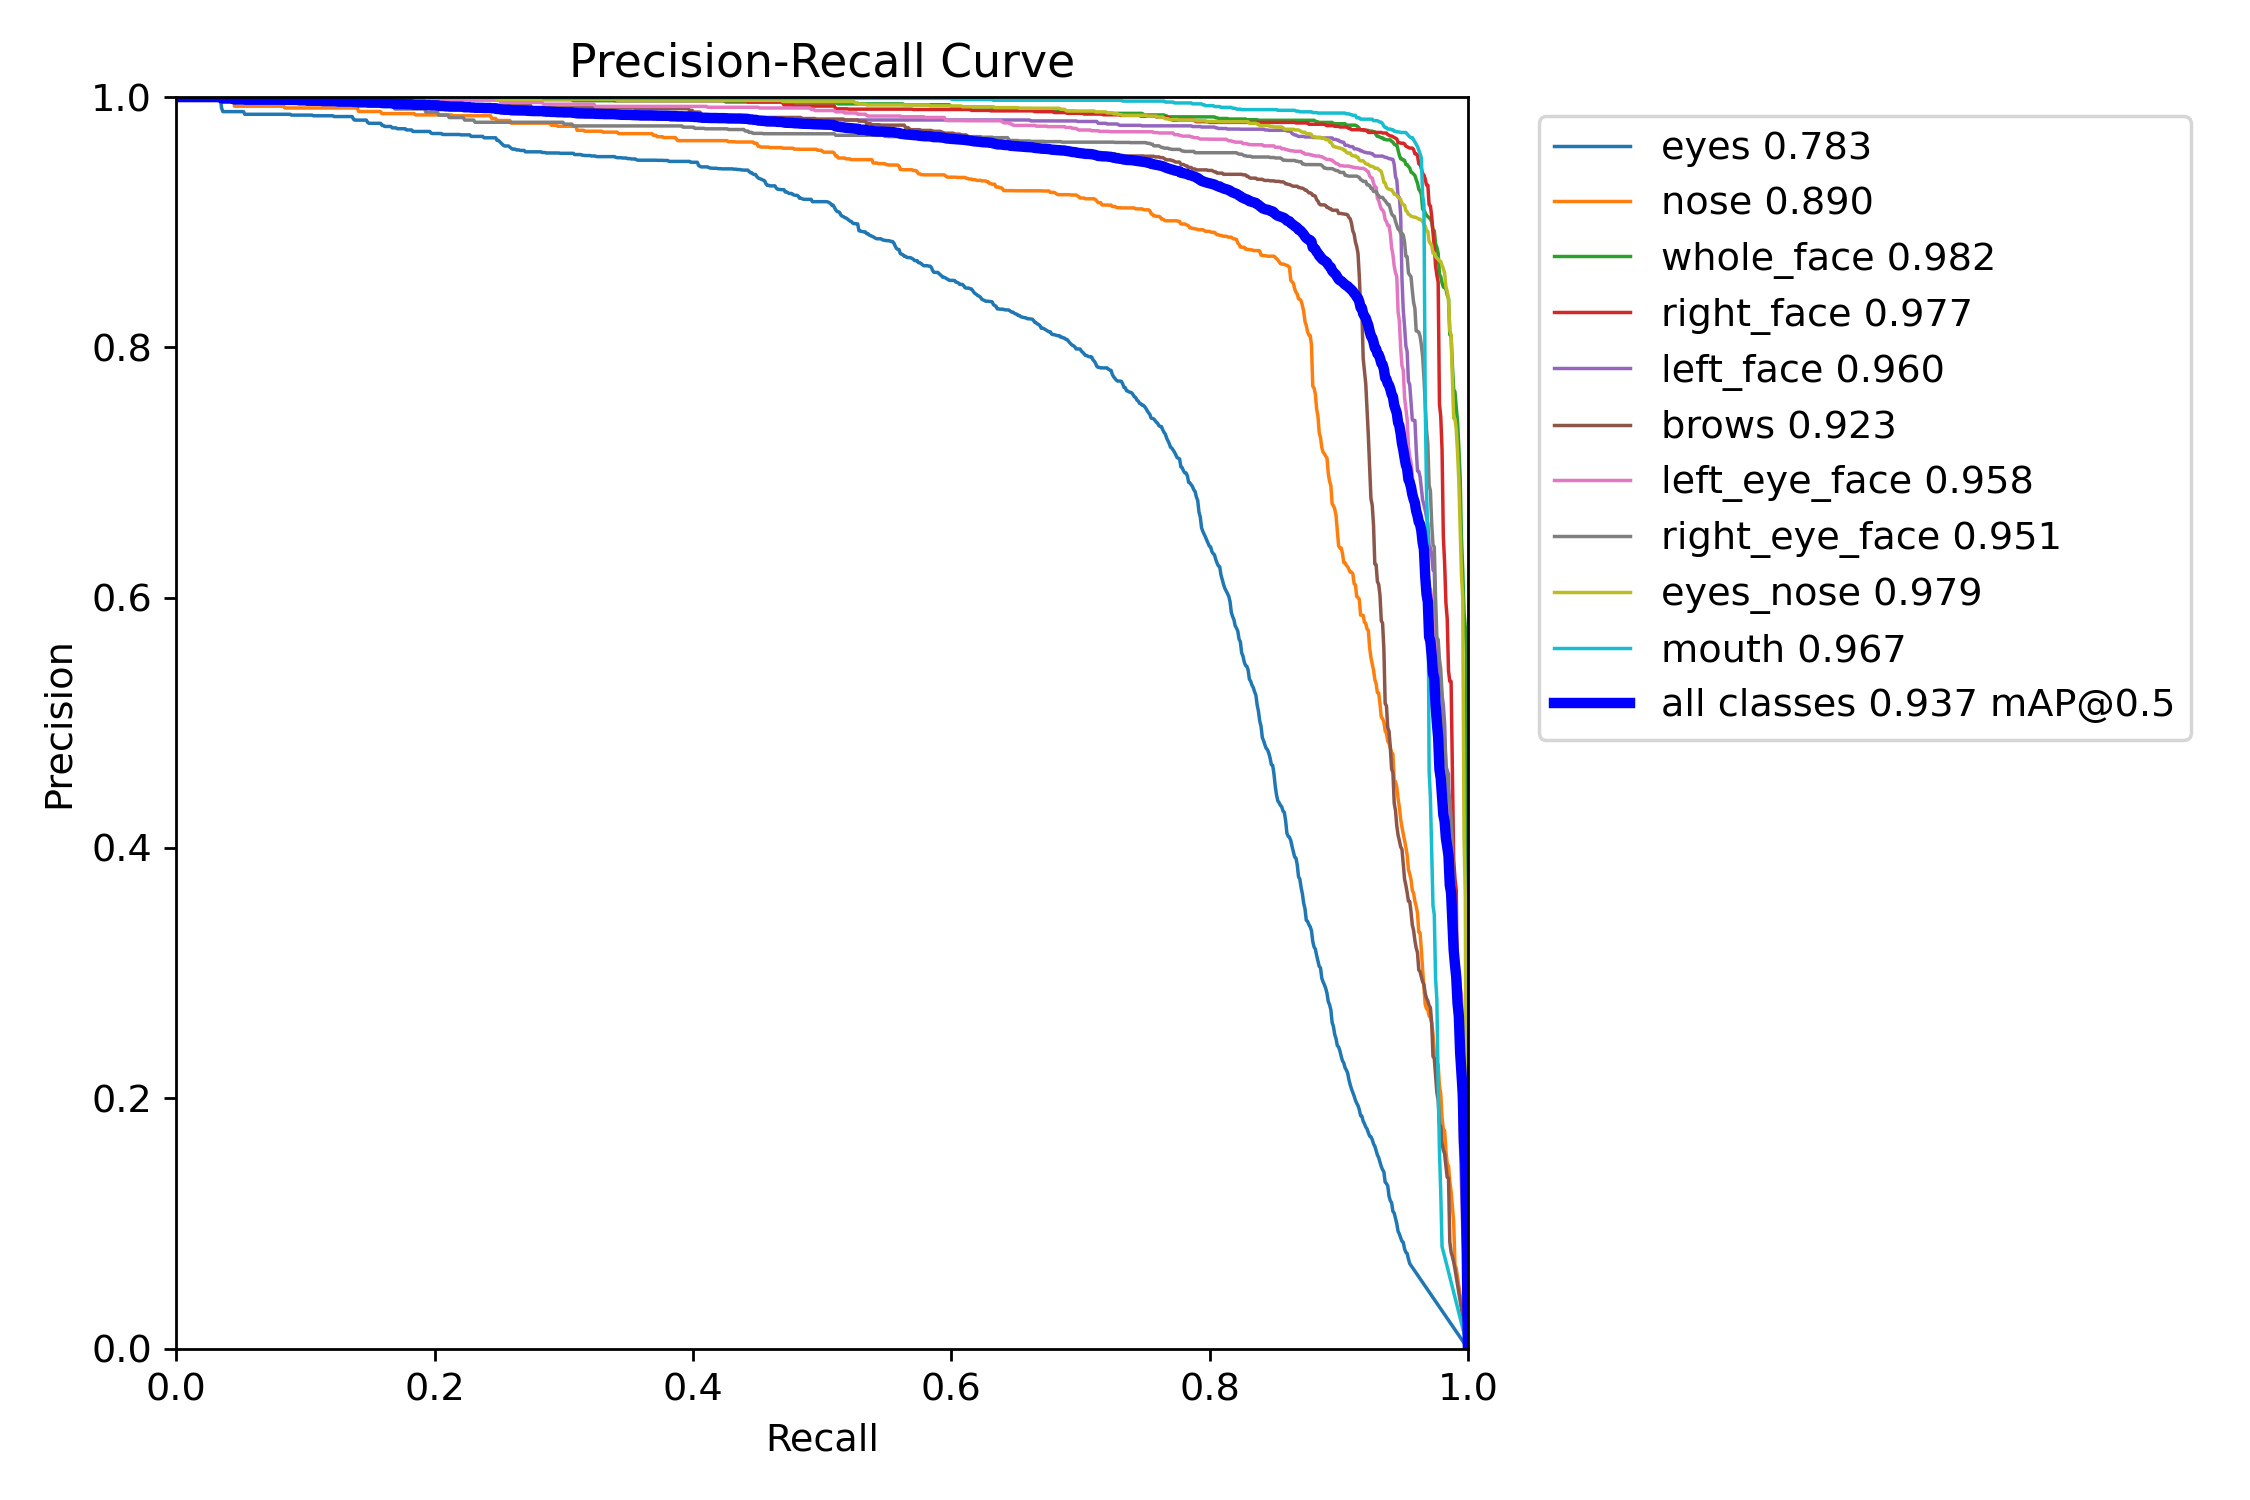 Precision-Recall Curve
1.0
0.8
0.6
0.4
0.2
0.0
Precision
0.0 0.2 0.4 0.6 0.8 1.0
Recall
eyes 0.783
nose 0.890
whole_face 0.982
right_face 0.977
left_face 0.960
brows 0.923
left_eye_face 0.958
right_eye_face 0.951
eyes_nose 0.979
mouth 0.967
all classes 0.937 mAP@0.5